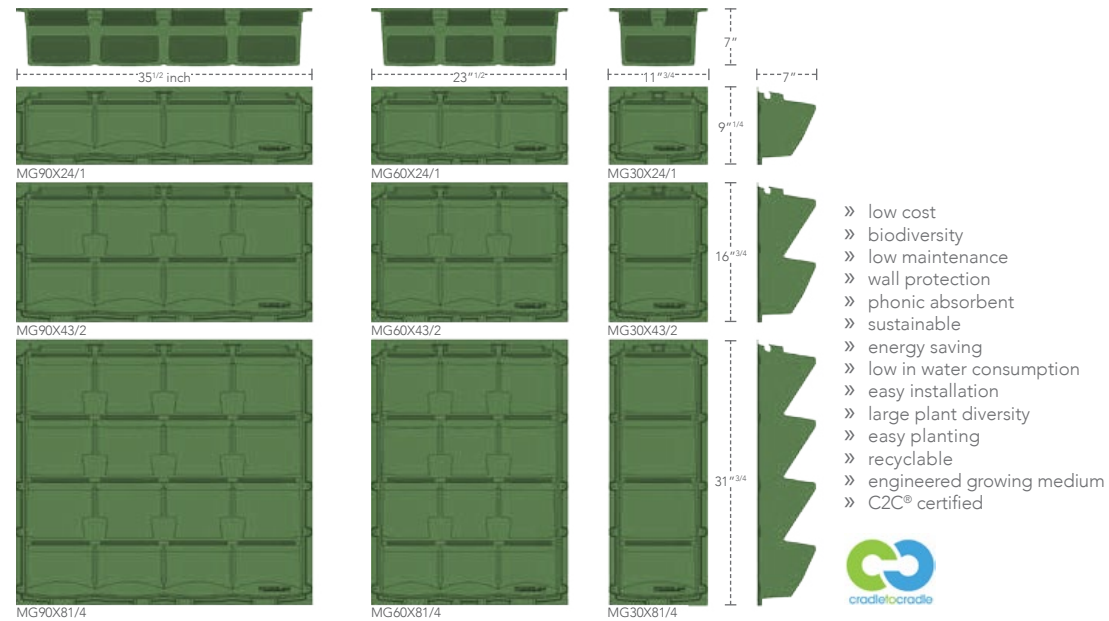 7"
35 1/2 inch
23" 1/2
11" 3/4
7"
9" 1/4
MG90X24/1
MG60X24/1
MG30X24/1
16" 3/4
MG90X43/2
MG60X43/2
MG30X43/2
31" 3/4
MG90X81/4
MG60X81/4
MG30X81/4
» low cost
» biodiversity
» low maintenance
» wall protection
» phonic absorbent
» sustainable
» energy saving
» low in water consumption
» easy installation
» large plant diversity
» easy planting
» recyclable
» engineered growing medium
» C2C® certified
cradletocradle